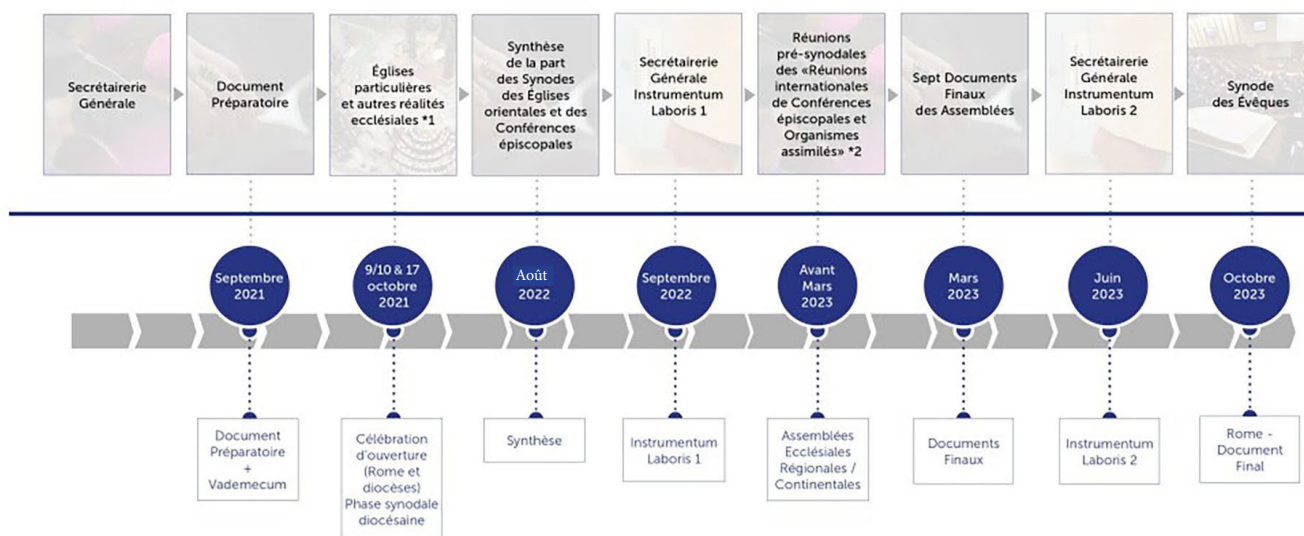 Secrétairerie
Générale
Document
Préparatoire
Églises
particulières
et autres réalités
ecclésiales *1
Synthèse
de la part
des Synodes
des Églises
orientales et des
Conférences
épiscopales
Secrétairerie
Générale
Instrumentum
Laboris 1
Réunions
pré-synodales
des «Réunions
internationales
de Conférences
épiscopales et
Organismes
assimilés» *2
Sept Documents
Finaux
des Assemblées
Secrétairerie
Générale
Instrumentum
Laboris 2
Synode
des Évêques
Septembre
2021
9/10 & 17
octobre
2021
Août
2022
Septembre
2022
Avant
Mars
2023
Mars
2023
Juin
2023
Octobre
2023
Document
Préparatoire
+
Vademecum
Célébration
d'ouverture
(Rome et
diocèses)
Phase synodale
diocésaine
Synthèse
Instrumentum
Laboris 1
Assemblées
Ecclésiales
Régionales /
Continentales
Documents
Finaux
Instrumentum
Laboris 2
Rome -
Document
Final